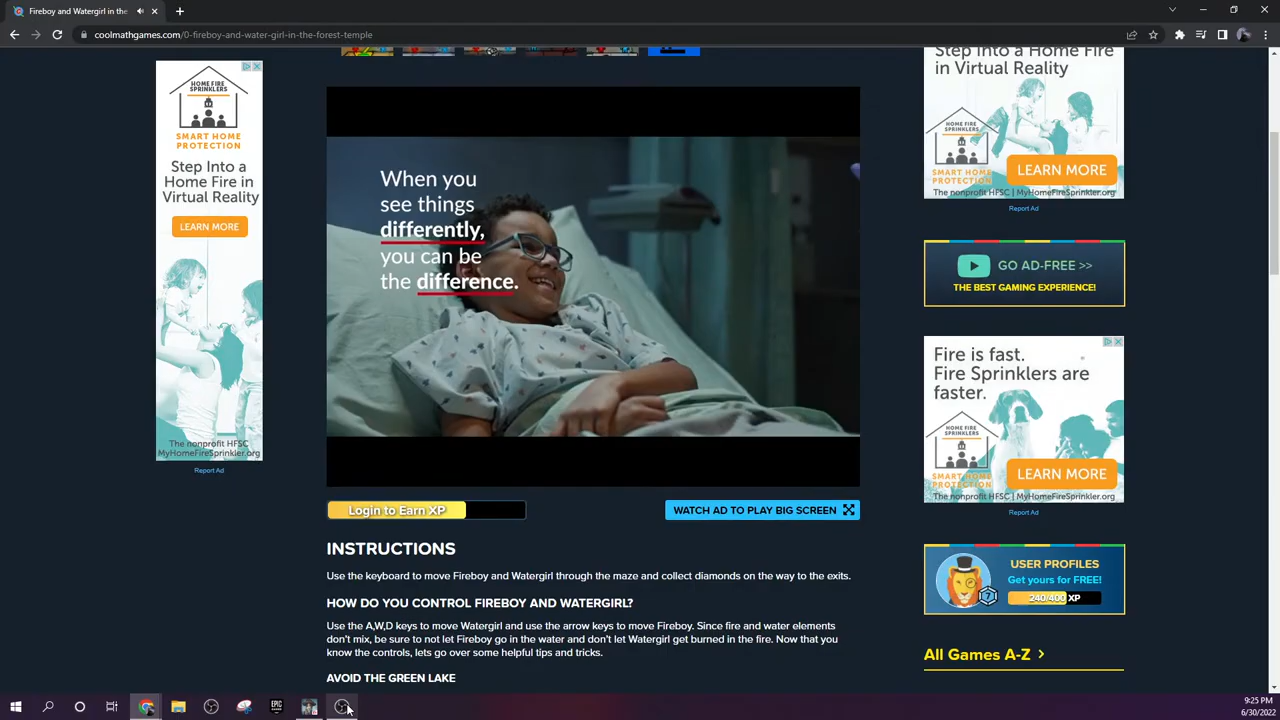 Fireboy and Watergirl in the
coolmathgames.com/0-fireboy-and-water-girl-in-the-forest-temple
HOME FIRE
SPRINKLERS
SMART HOME
PROTECTION
Step Into a
Home Fire in
Virtual Reality
LEARN MORE
The nonprofit HFSC
MyHomeFireSprinkler.org
Report Ad
When you
see things
differently,
you can be
the difference.
Login to Earn XP
WATCH AD TO PLAY BIG SCREEN
INSTRUCTIONS
Use the keyboard to move Fireboy and Watergirl through the maze and collect diamonds on the way to the exits.
HOW DO YOU CONTROL FIREBOY AND WATERGIRL?
Use the A,W,D keys to move Watergirl and use the arrow keys to move Fireboy. Since fire and water elements
don't mix, be sure to not let Fireboy go in the water and don't let Watergirl get burned in the fire. Now that you
know the controls, lets go over some helpful tips and tricks.
AVOID THE GREEN LAKE
Step Into a Home Fire
in Virtual Reality
HOME FIRE
SPRINKLERS
SMART HOME
PROTECTION
LEARN MORE
The nonprofit HFSC | MyHomeFireSprinkler.org
Report Ad
GO AD-FREE >>
THE BEST GAMING EXPERIENCE!
Fire is fast.
Fire Sprinklers are
faster.
HOME FIRE
SPRINKLERS
SMART HOME
PROTECTION
LEARN MORE
The nonprofit HFSC | MyHomeFireSprinkler.org
Report Ad
USER PROFILES
Get yours for FREE!
240/400 XP
7
All Games A-Z
EPIC
GAMES
9:25 PM
6/30/2022